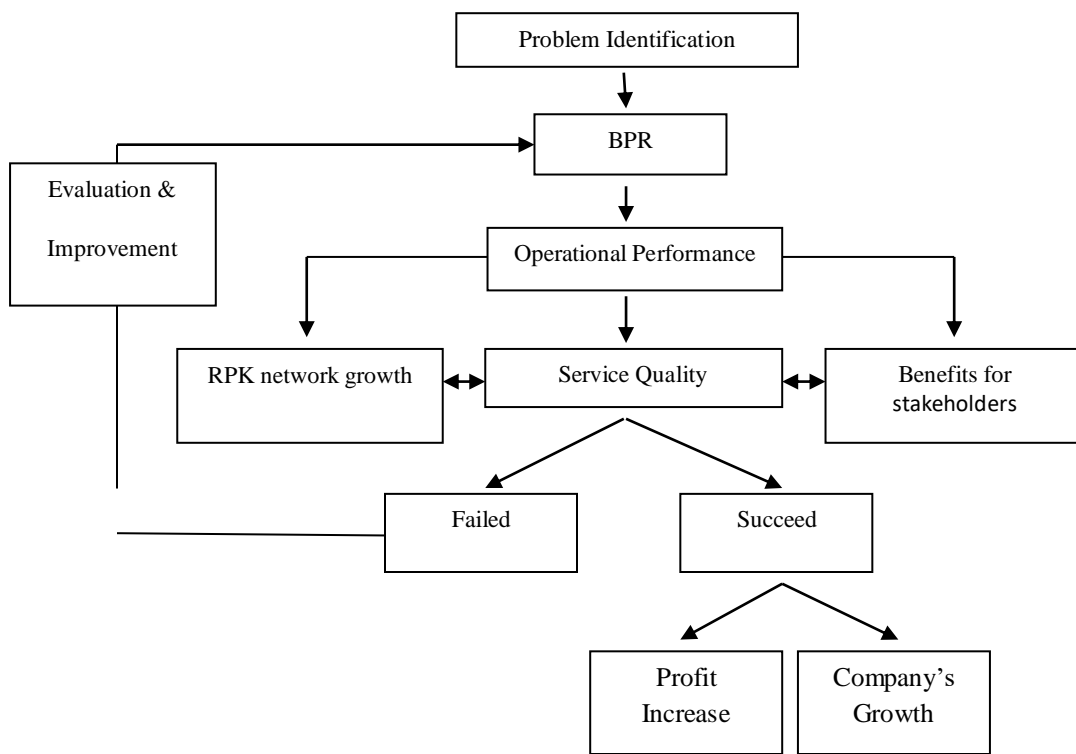 Problem Identification
BPR
Evaluation &
Improvement
Operational Performance
RPK network growth
Service Quality
Benefits for
stakeholders
Failed
Succeed
Profit
Increase
Company’s
Growth